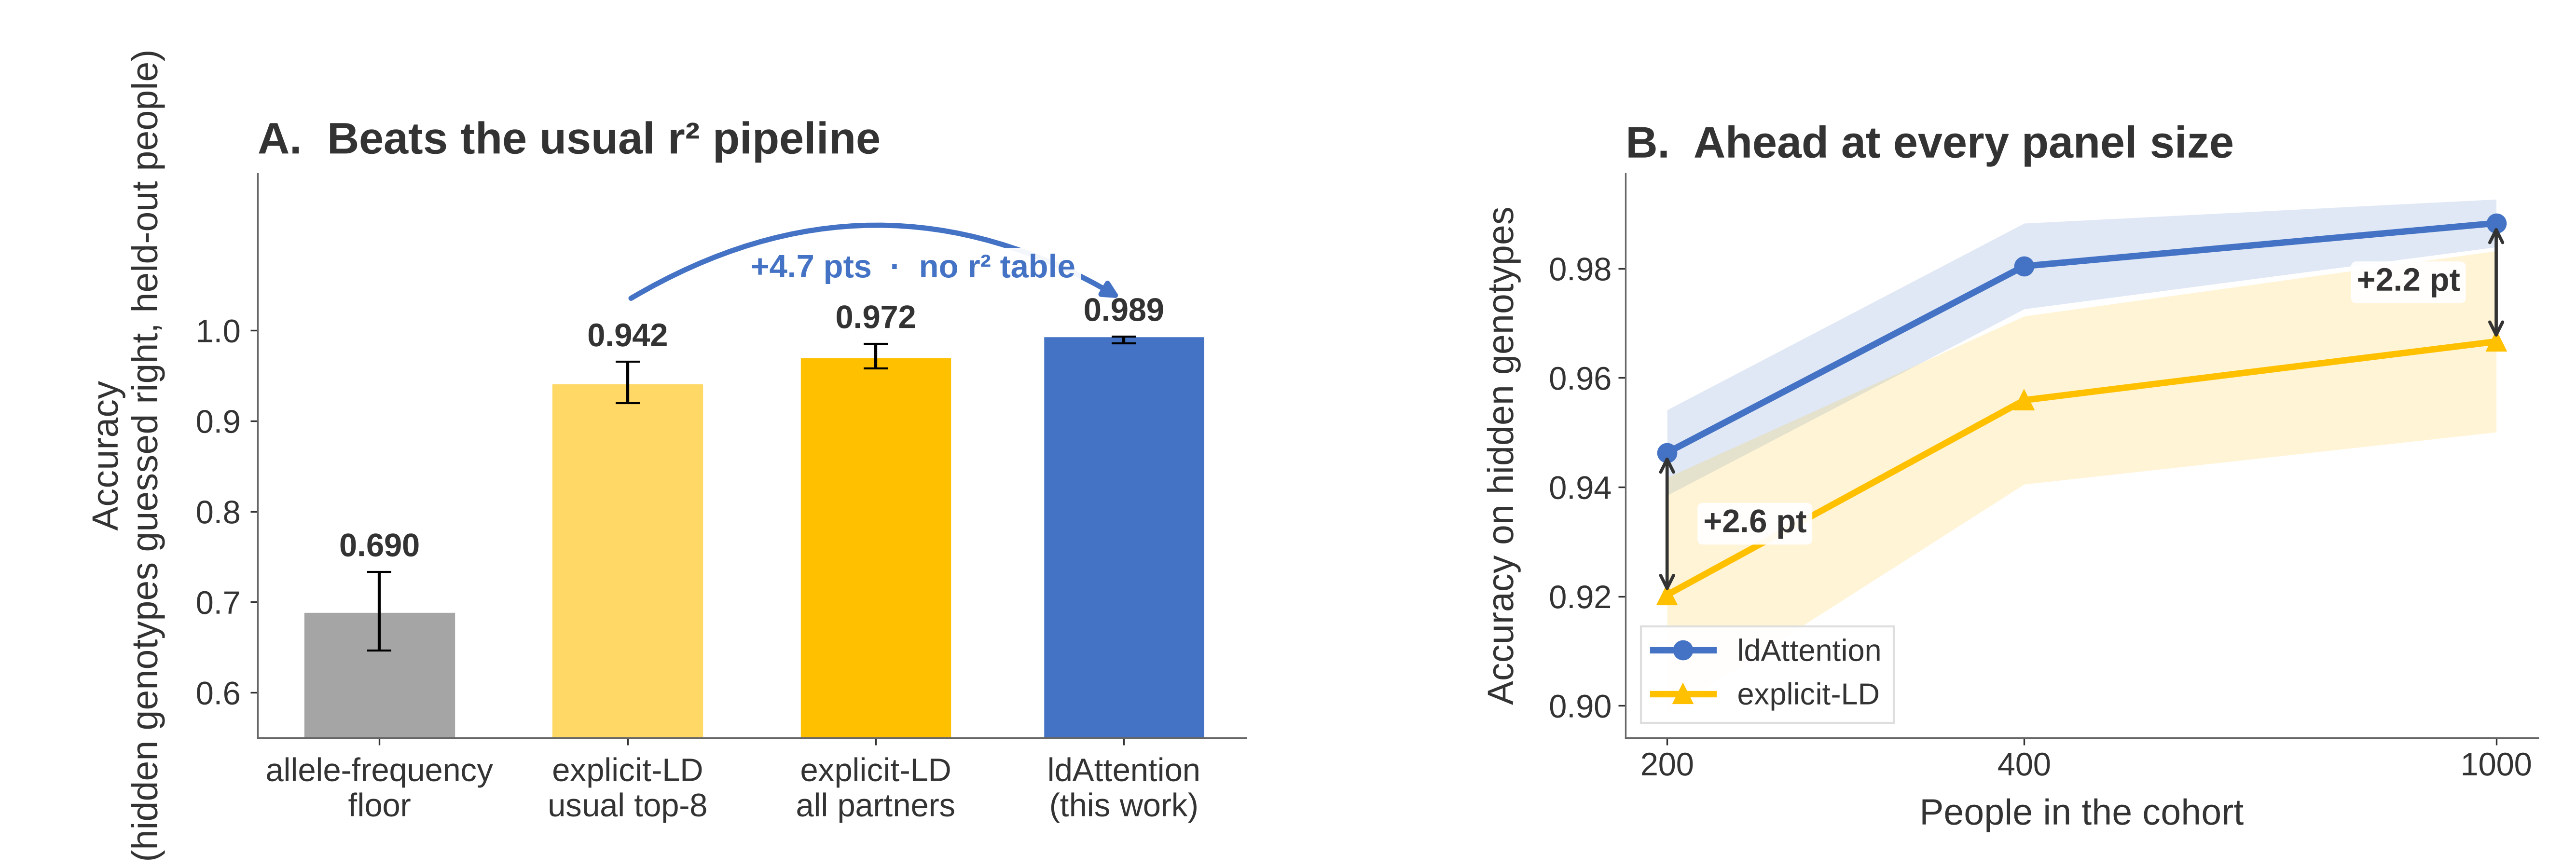 A.  Beats the usual r² pipeline
Accuracy
(hidden genotypes guessed right, held-out people)
1.0
0.9
0.8
0.7
0.6
+4.7 pts · no r² table
0.690
0.942
0.972
0.989
allele-frequency
floor
explicit-LD
usual top-8
explicit-LD
all partners
ldAttention
(this work)
B.  Ahead at every panel size
Accuracy on hidden genotypes
0.98
0.96
0.94
0.92
0.90
+2.6 pt
+2.2 pt
ldAttention
explicit-LD
200
400
1000
People in the cohort